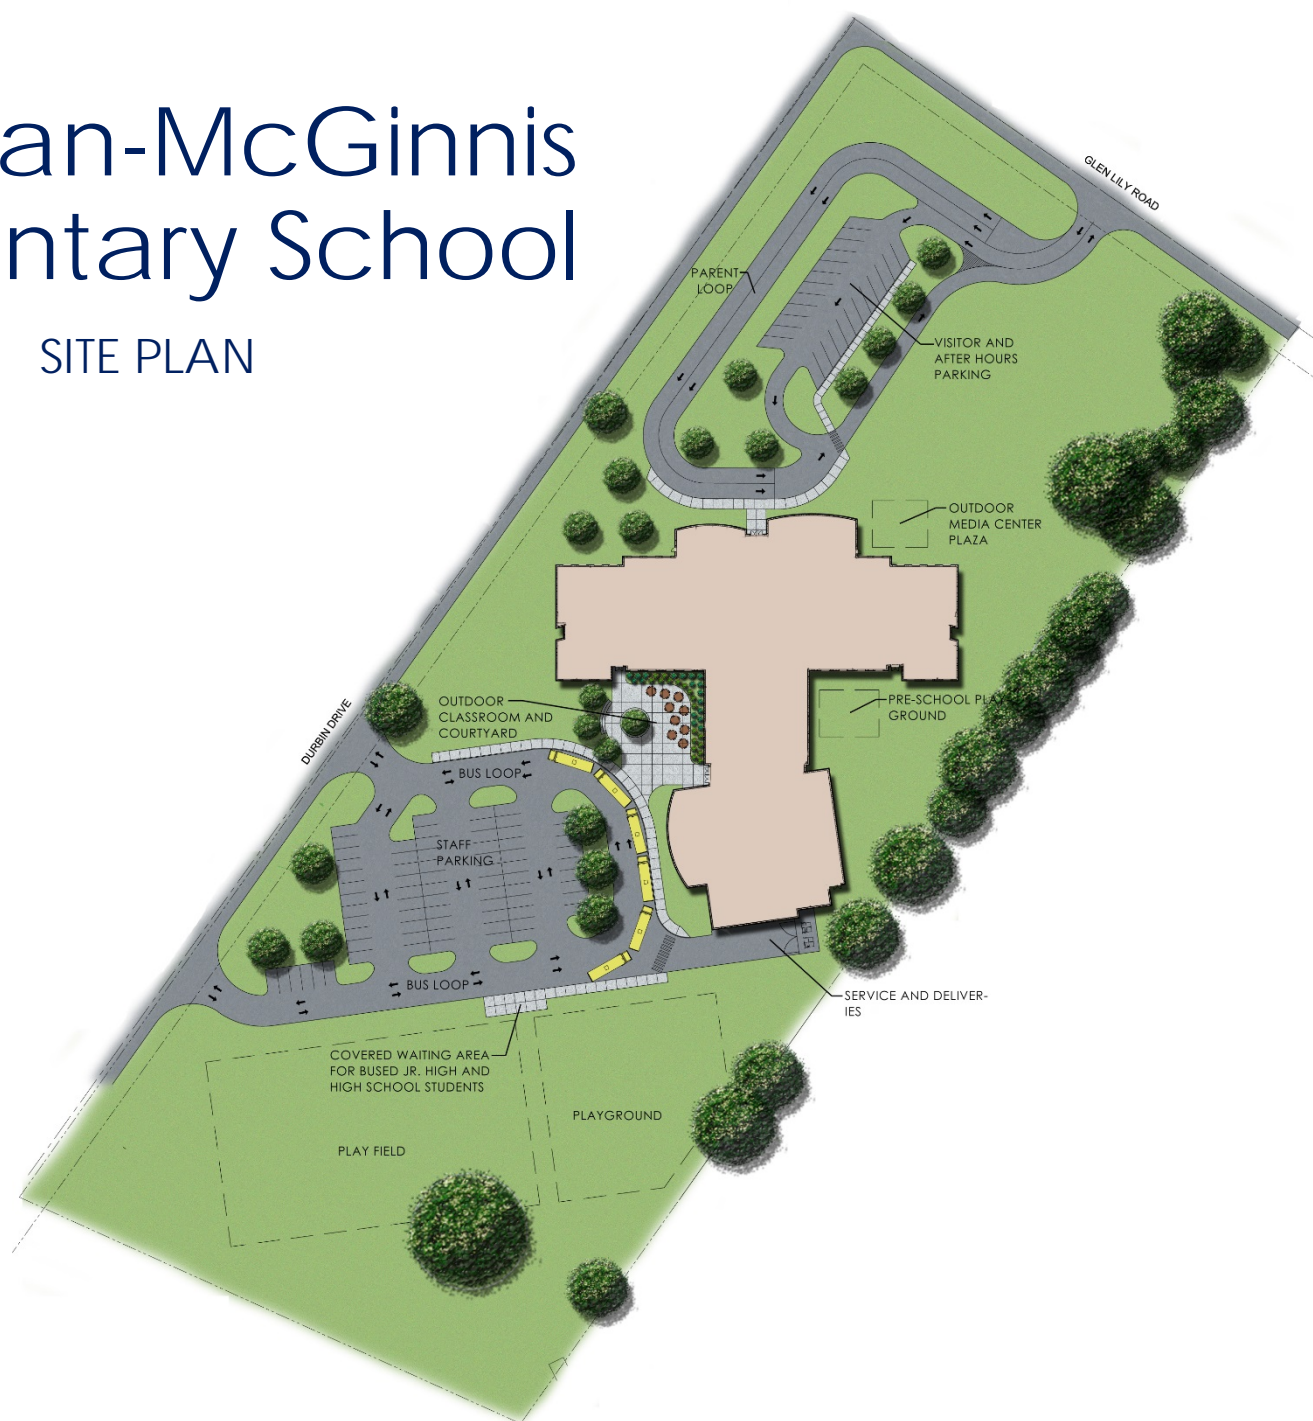 an-McGinnis
ntary School
SITE PLAN
GLEN LILY ROAD
PARENT
LOOP
VISITOR AND
AFTER HOURS
PARKING
OUTDOOR
MEDIA CENTER
PLAZA
DURBIN DRIVE
OUTDOOR
CLASSROOM AND
COURTYARD
PRE-SCHOOL PLA
GROUND
BUS LOOP
STAFF
PARKING
BUS LOOP
SERVICE AND DELIVER-
IES
COVERED WAITING AREA
FOR BUSED JR. HIGH AND
HIGH SCHOOL STUDENTS
PLAYGROUND
PLAY FIELD